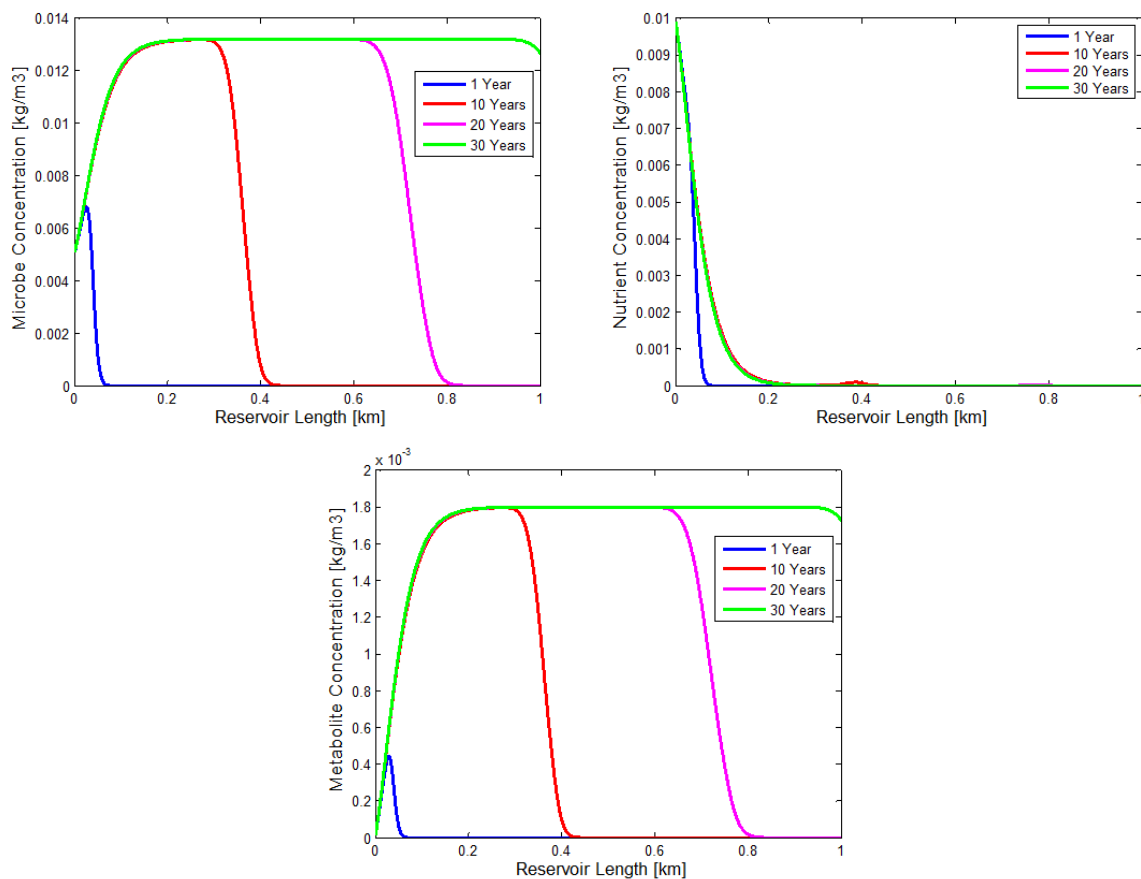 Microbe Concentration [kg/m3]
0.014
0.012
0.01
0.008
0.006
0.004
0.002
0
0 0.2 0.4 0.6 0.8 1
Reservoir Length [km]
1 Year
10 Years
20 Years
30 Years
Nutrient Concentration [kg/m3]
0.01
0.009
0.008
0.007
0.006
0.005
0.004
0.003
0.002
0.001
0
0 0.2 0.4 0.6 0.8 1
Reservoir Length [km]
1 Year
10 Years
20 Years
30 Years
Metabolite Concentration [kg/m3]
x 10-3
2
1.8
1.6
1.4
1.2
1
0.8
0.6
0.4
0.2
0
0 0.2 0.4 0.6 0.8 1
Reservoir Length [km]
1 Year
10 Years
20 Years
30 Years